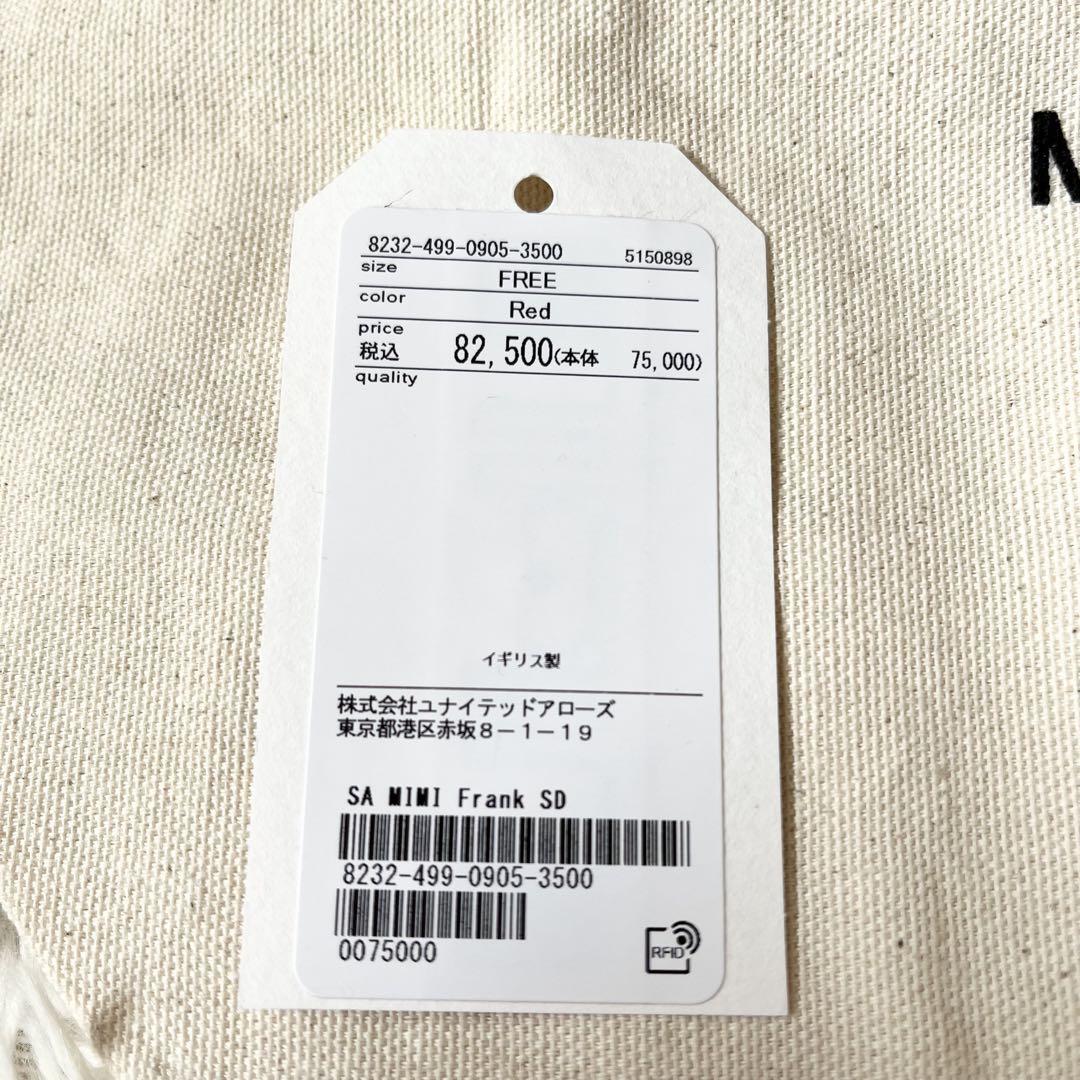 8232-499-0905-3500 5150898
size FREE
color Red
price
税込 82,500(本体 75,000)
quality
イギリス製
株式会社ユナイテッドアローズ
東京都港区赤坂8-1-19
SA MIMI Frank SD
8232-499-0905-3500
0075000
RFID